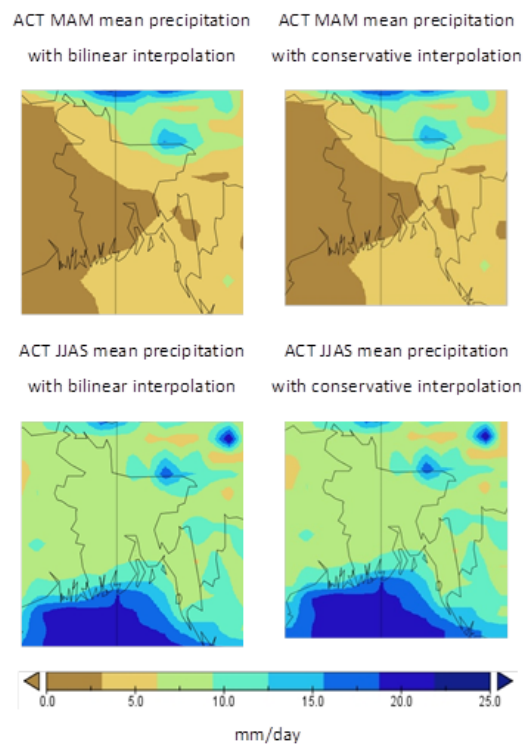 ACT MAM mean precipitation
with bilinear interpolation
ACT MAM mean precipitation
with conservative interpolation
ACT JJAS mean precipitation
with bilinear interpolation
ACT JJAS mean precipitation
with conservative interpolation
0.0 5.0 10.0 15.0 20.0 25.0
mm/day